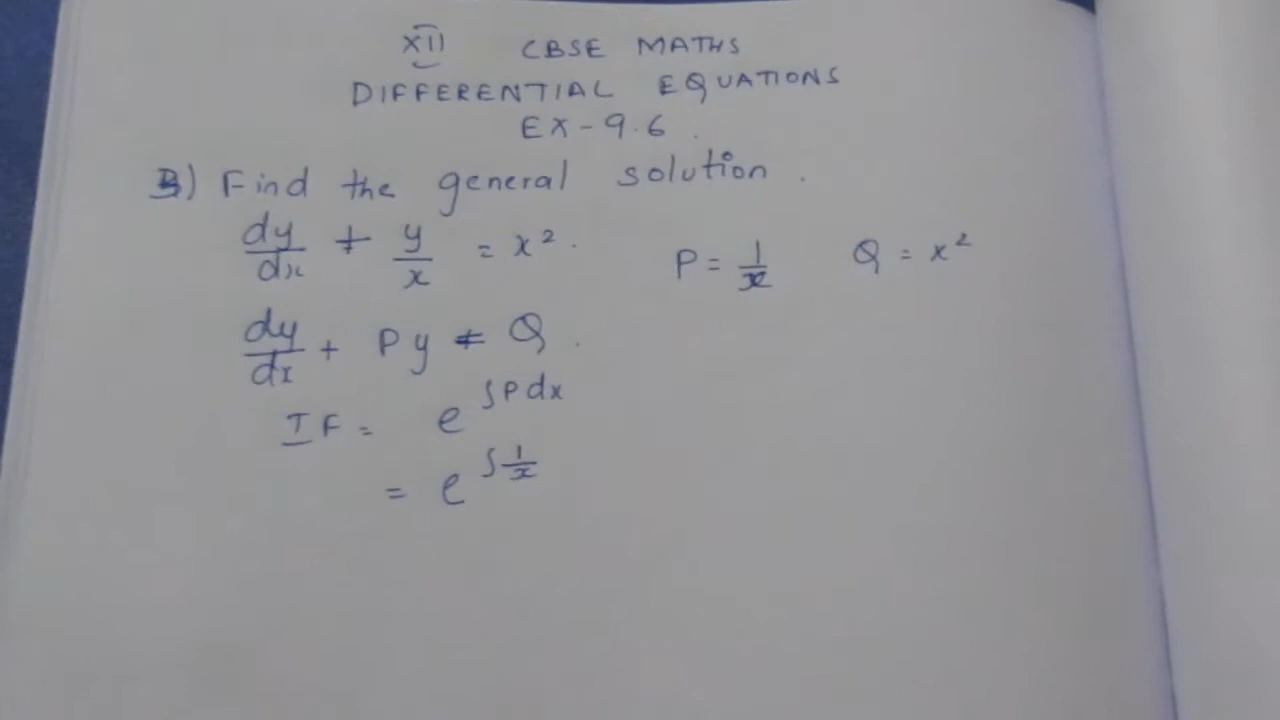 XII CBSE MATHS
DIFFERENTIAL EQUATIONS
EX-9.6.
3) Find the general solution.
dy/dx + y/x = x². P = 1/x Q = x²
dy/dx + Py = Q.
IF = e^∫Pdx
= e^∫1/x